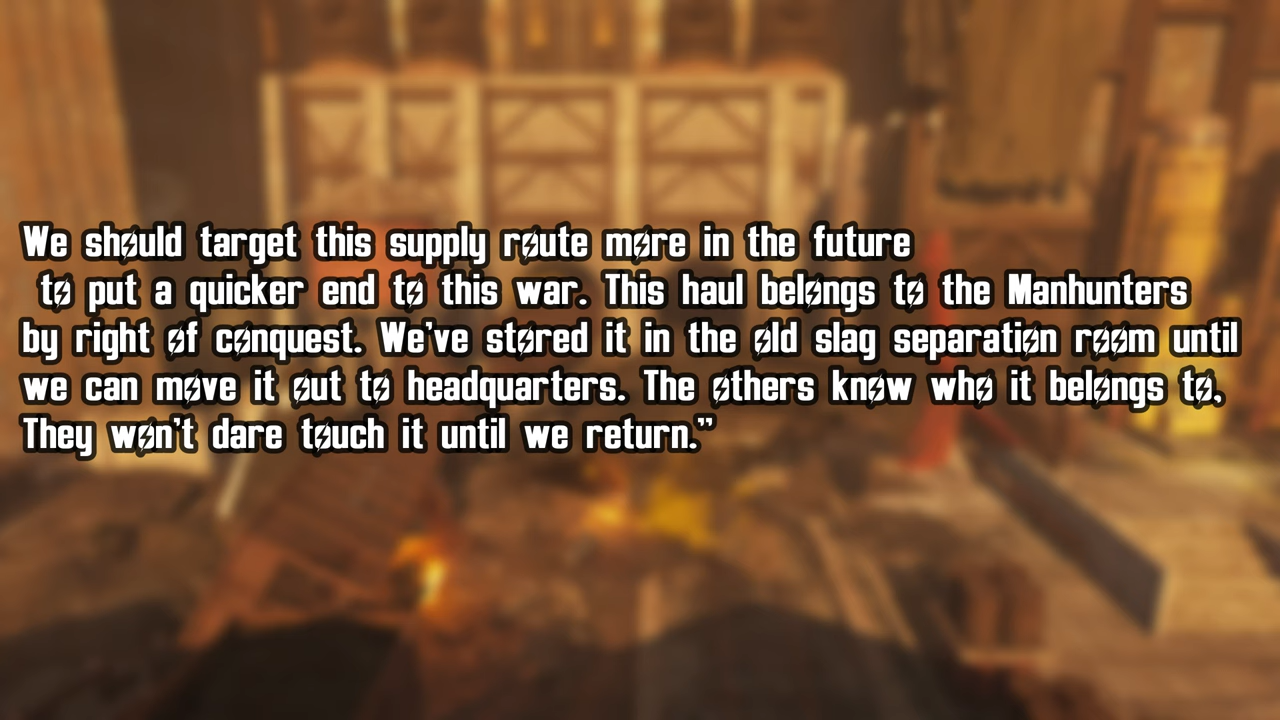 We should target this supply route more in the future
to put a quicker end to this war. This haul belongs to the Manhunters
by right of conquest. We've stored it in the old slag separation room until
we can move it out to headquarters. The others know who it belongs to,
They won't dare touch it until we return.”